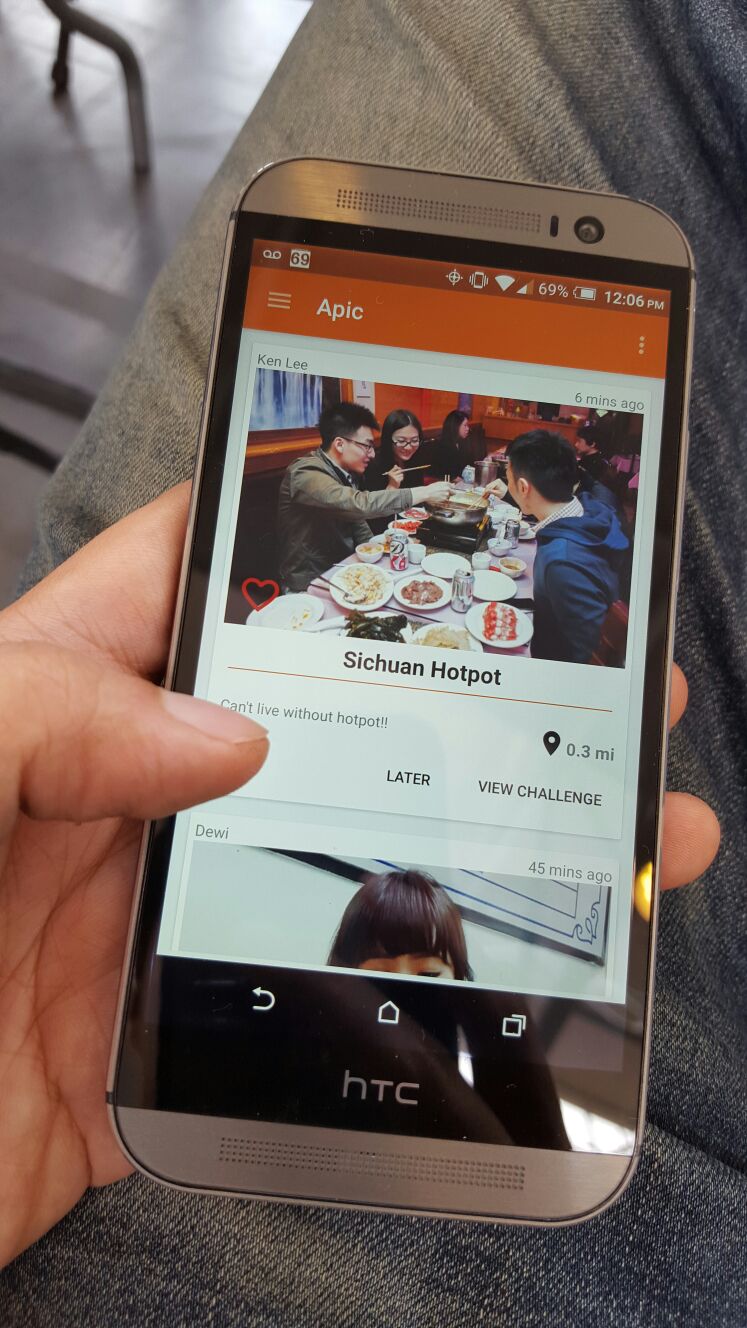 69
69% 12:06 PM
Apic
Ken Lee
6 mins ago
Sichuan Hotpot
Can't live without hotpot!!
0.3 mi
LATER VIEW CHALLENGE
Dewi
45 mins ago
hTC